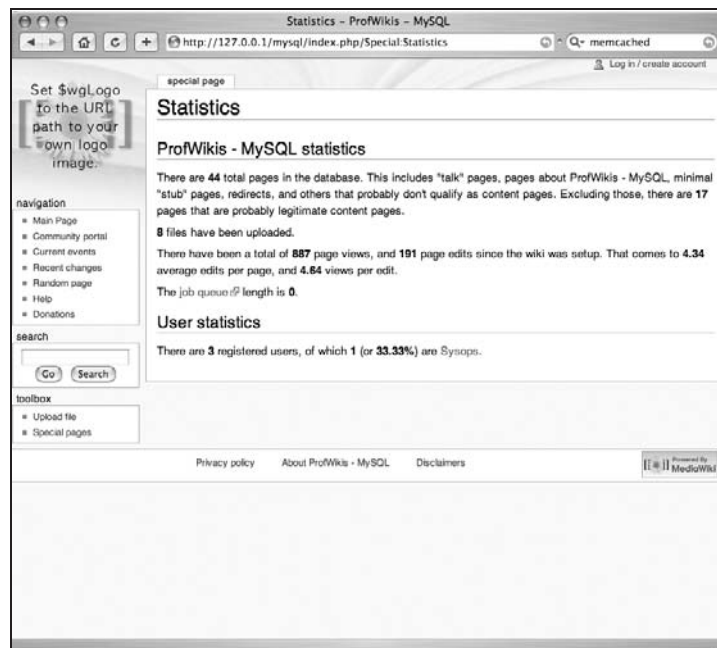 Statistics – ProfWikis – MySQL
http://127.0.0.1/mysql/index.php/Special:Statistics
memcached
Log in / create account
Set $wgLogo
to the URL
path to your
own logo
image.
special page
Statistics
ProfWikis - MySQL statistics
There are 44 total pages in the database. This includes "talk" pages, pages about ProfWikis - MySQL, minimal
"stub" pages, redirects, and others that probably don't qualify as content pages. Excluding those, there are 17
pages that are probably legitimate content pages.
8 files have been uploaded.
There have been a total of 887 page views, and 191 page edits since the wiki was setup. That comes to 4.34
average edits per page, and 4.64 views per edit.
The job queue length is 0.
User statistics
There are 3 registered users, of which 1 (or 33.33%) are Sysops.
navigation
Main Page
Community portal
Current events
Recent changes
Random page
Help
Donations
search
Go Search
toolbox
Upload file
Special pages
Privacy policy About ProfWikis - MySQL Disclaimers
Powered By
MediaWiki